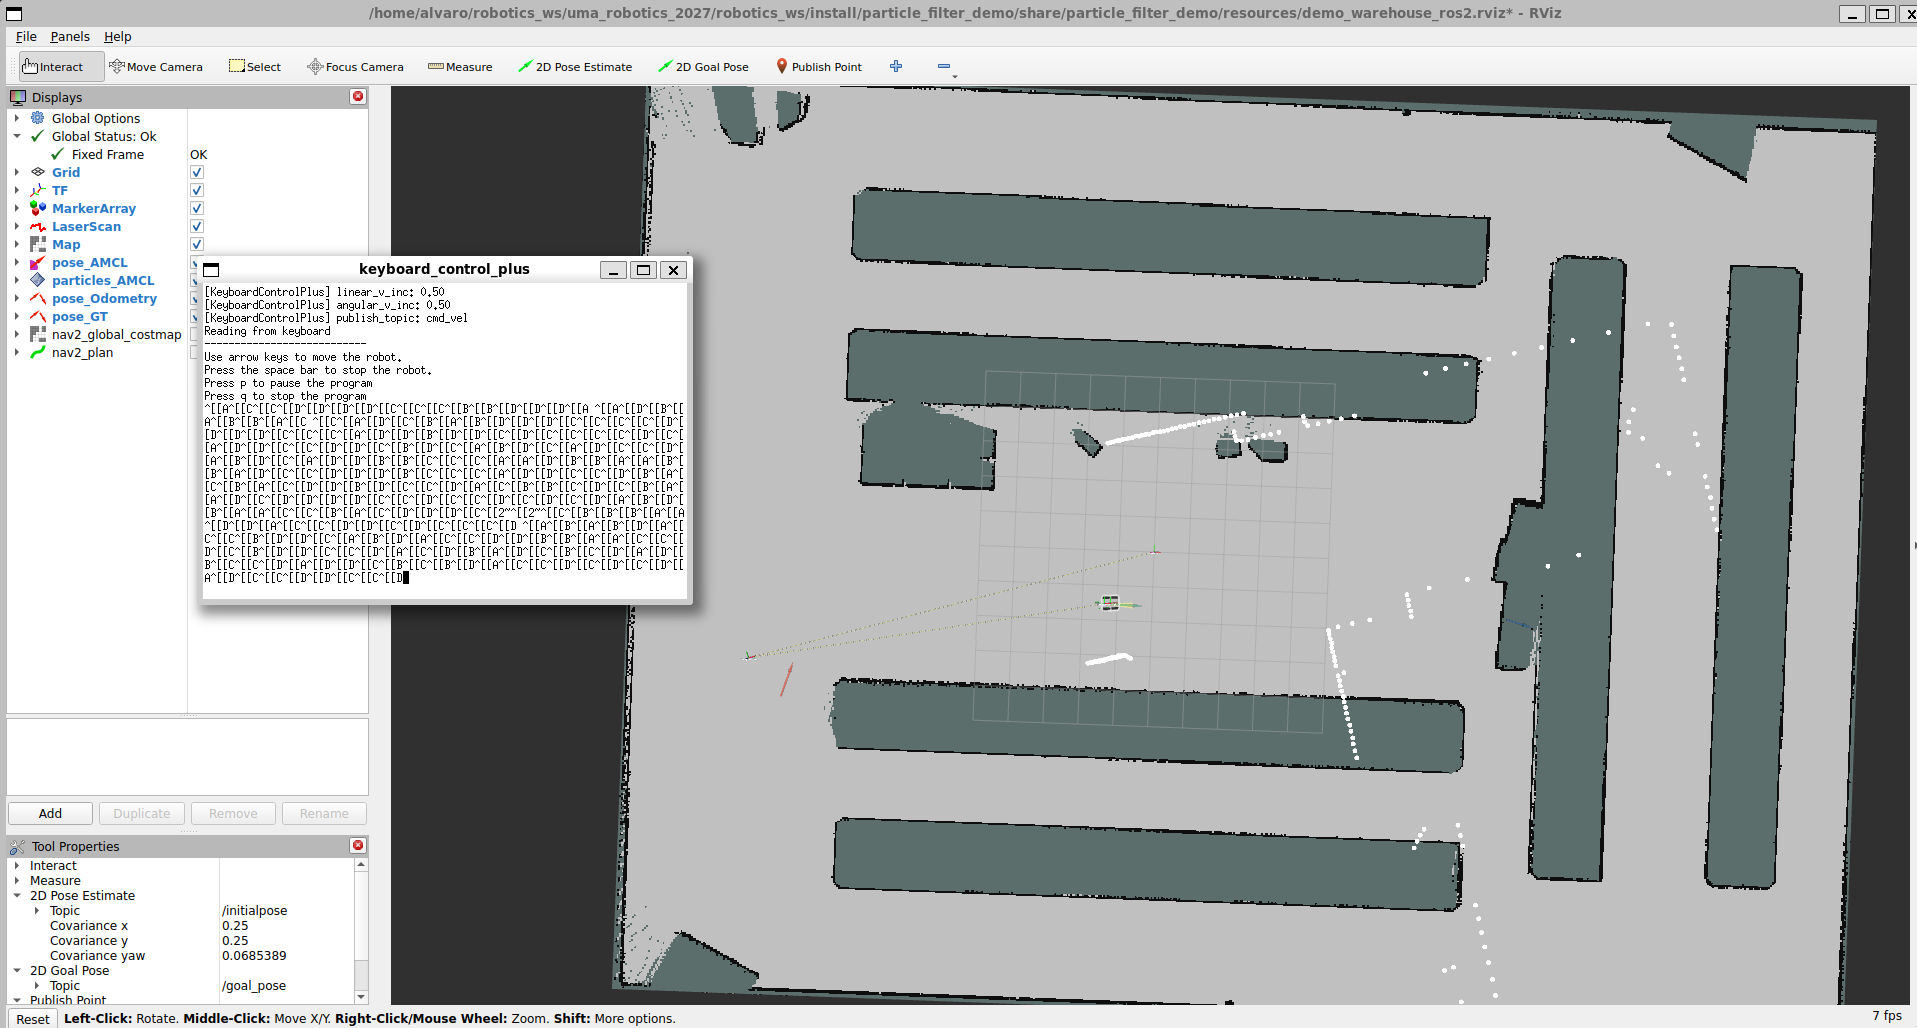 /home/alvaro/robotics_ws/uma_robotics_2027/robotics_ws/install/particle_filter_demo/share/particle_filter_demo/resources/demo_warehouse_ros2.rviz* - RViz
File Panels Help
Interact Move Camera Select Focus Camera Measure 2D Pose Estimate 2D Goal Pose Publish Point
Displays
Global Options
Global Status: Ok
Fixed Frame OK
Grid
TF
MarkerArray
LaserScan
Map
pose_AMCL
particles_AMCL
pose_Odometry
pose_GT
nav2_global_costmap
nav2_plan
keyboard_control_plus
[KeyboardControlPlus] linear_v_inc: 0.50
[KeyboardControlPlus] angular_v_inc: 0.50
[KeyboardControlPlus] publish_topic: cmd_vel
Reading from keyboard
---------------------------
Use arrow keys to move the robot.
Press the space bar to stop the robot.
Press p to pause the program
Press q to stop the program
Add Duplicate Remove Rename
Tool Properties
Interact
Measure
2D Pose Estimate
Topic /initialpose
Covariance x 0.25
Covariance y 0.25
Covariance yaw 0.0685389
2D Goal Pose
Topic /goal_pose
Publish Point
Reset Left-Click: Rotate. Middle-Click: Move X/Y. Right-Click/Mouse Wheel: Zoom. Shift: More options. 7 fps